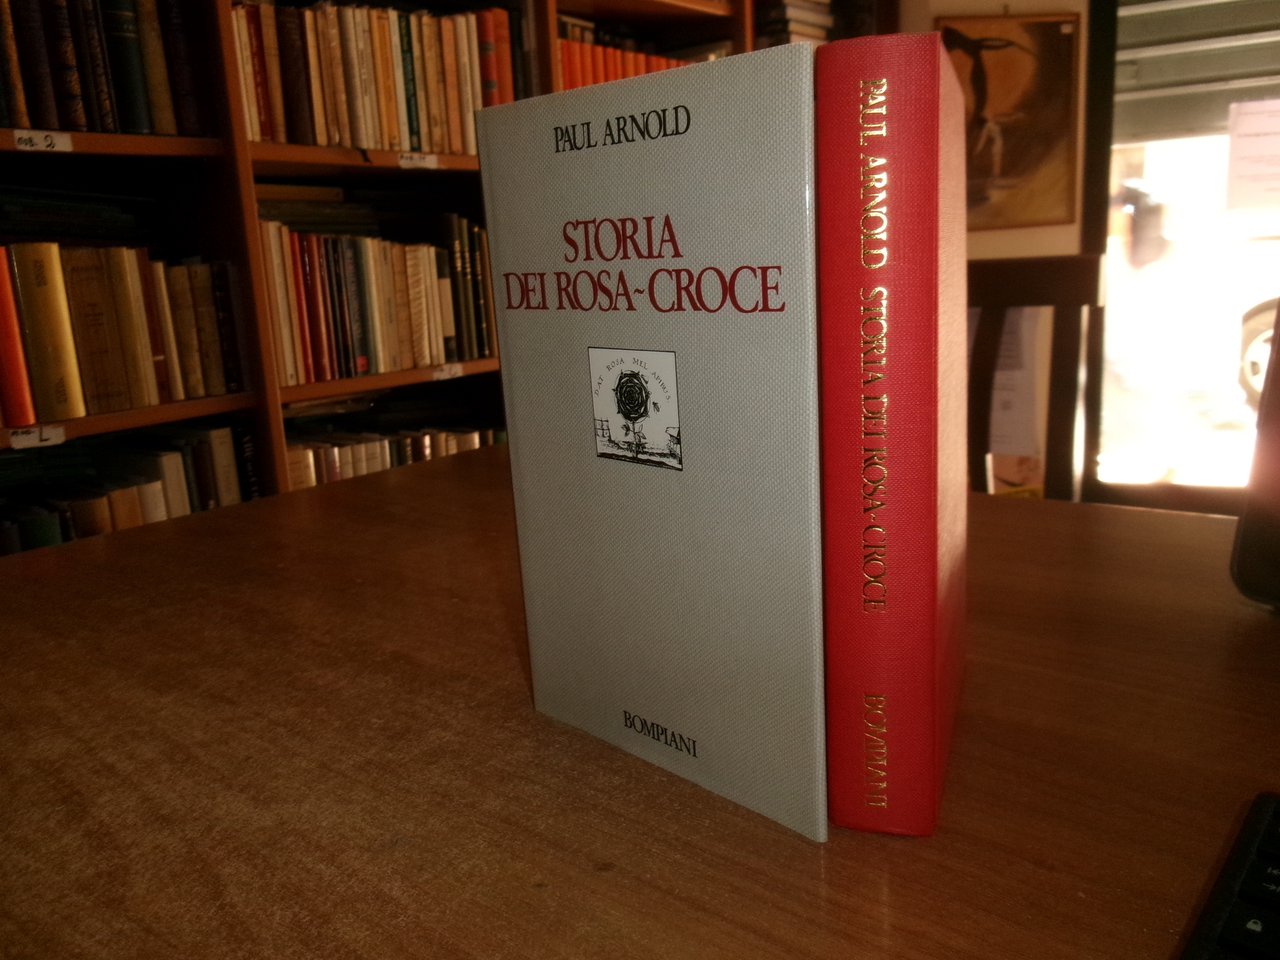 PAUL ARNOLD
STORIA
DEI ROSA~CROCE
DAT ROSA MEL APIBUS
BOMPIANI
PAUL ARNOLD STORIA DEI ROSA~CROCE BOMPIANI